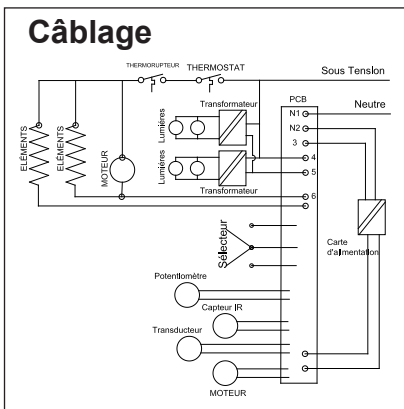 Câblage
THERMORUPTEUR
THERMOSTAT
Sous Tension
Transformateur
PCB
Neutre
N1
N2
3
4
5
6
Lumières
Lumières
Transformateur
ELÉMENTS
ELÉMENTS
MOTEUR
Sélecteur
Carte
d'alimentation
Potentiomètre
Capteur IR
Transducteur
MOTEUR